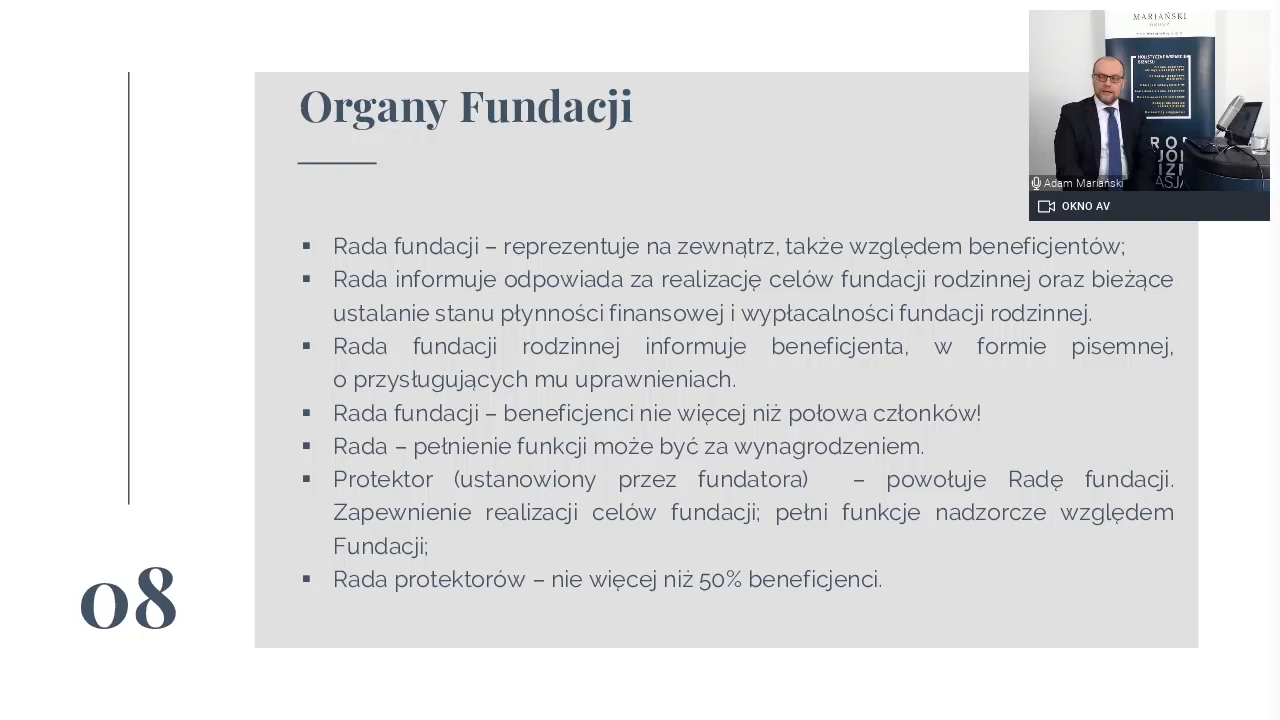 Organy Fundacji
▪ Rada fundacji – reprezentuje na zewnątrz, także względem beneficjentów;
▪ Rada informuje odpowiada za realizację celów fundacji rodzinnej oraz bieżące
ustalanie stanu płynności finansowej i wypłacalności fundacji rodzinnej.
▪ Rada fundacji rodzinnej informuje beneficjenta, w formie pisemnej,
o przysługujących mu uprawnieniach.
▪ Rada fundacji – beneficjenci nie więcej niż połowa członków!
▪ Rada – pełnienie funkcji może być za wynagrodzeniem.
▪ Protektor (ustanowiony przez fundatora) – powołuje Radę fundacji.
Zapewnienie realizacji celów fundacji; pełni funkcje nadzorcze względem
Fundacji;
▪ Rada protektorów – nie więcej niż 50% beneficjenci.
08
MARIAŃSKI
GROUP
HOLISTYCZNE WSPARCIE
BIZNESU
Adam Mariański
OKNO AV